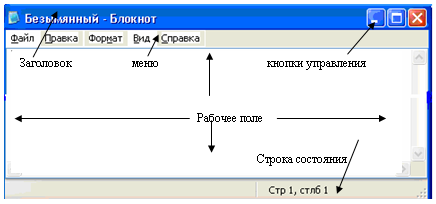 Безымянный - Блокнот
Файл Правка Формат Вид Справка
Заголовок меню кнопки управления
Рабочее поле
Строка состояния
Стр 1, стлб 1